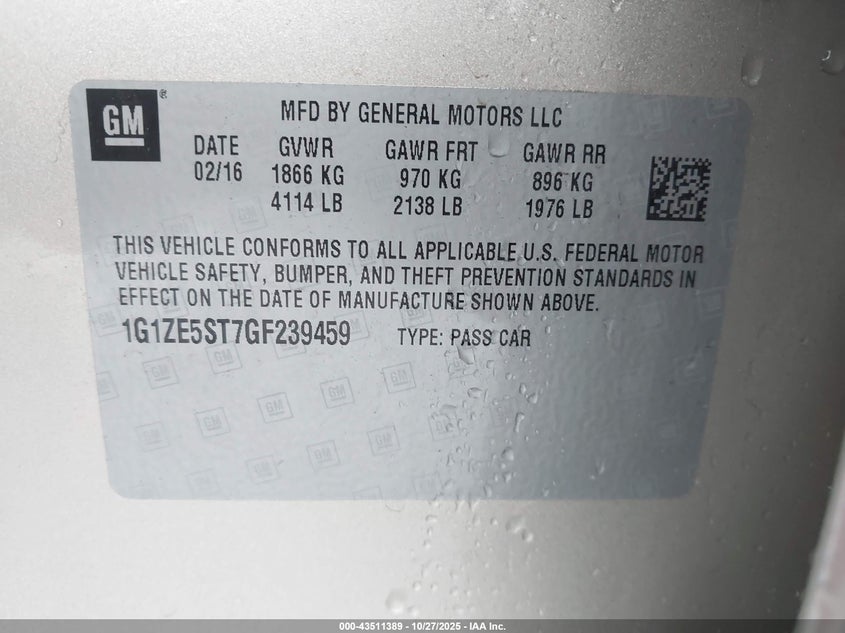 GM
MFD BY GENERAL MOTORS LLC
DATE GVWR GAWR FRT GAWR RR
02/16 1866 KG 970 KG 896 KG
4114 LB 2138 LB 1976 LB
THIS VEHICLE CONFORMS TO ALL APPLICABLE U.S. FEDERAL MOTOR
VEHICLE SAFETY, BUMPER, AND THEFT PREVENTION STANDARDS IN
EFFECT ON THE DATE OF MANUFACTURE SHOWN ABOVE.
1G1ZE5ST7GF239459 TYPE: PASS CAR
000-43511389 | 10/27/2025 | IAA Inc.